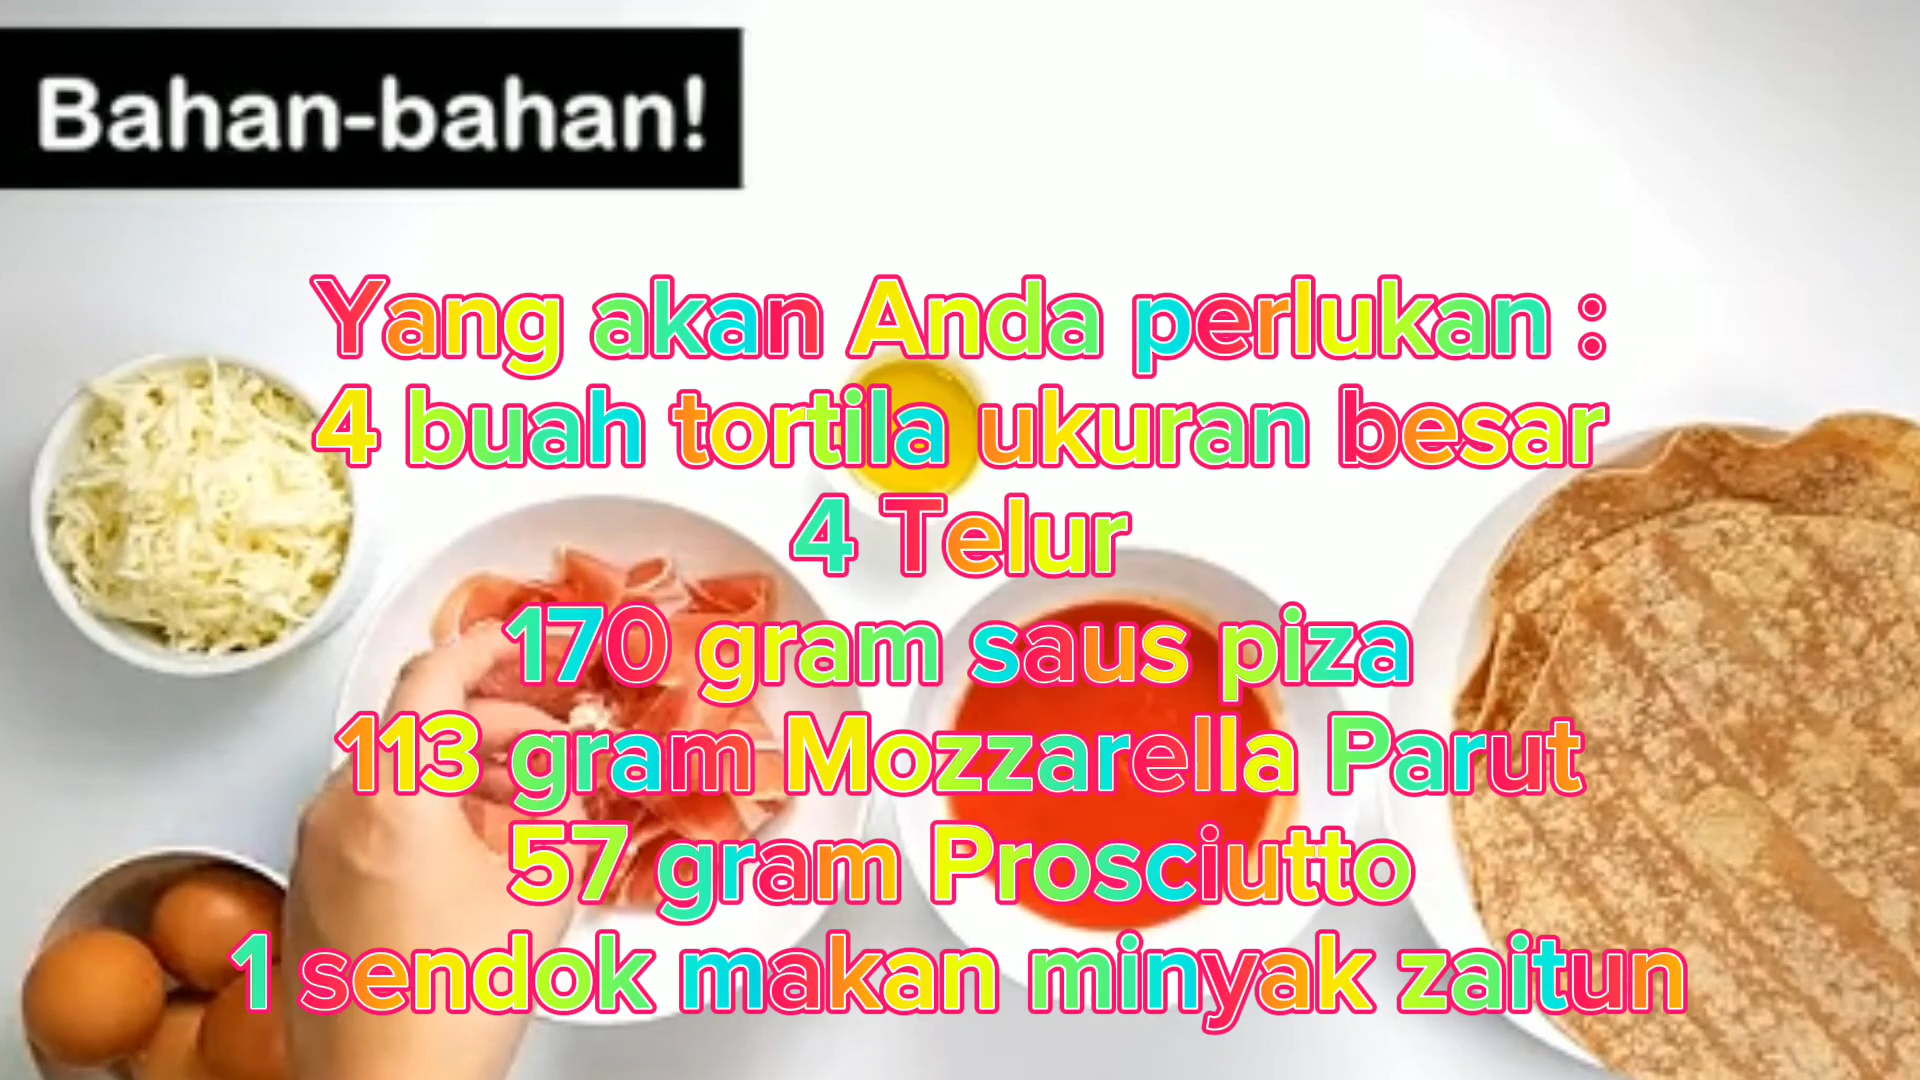 Bahan-bahan!
Yang akan Anda perlukan :
4 buah tortila ukuran besar
4 Telur
170 gram saus piza
113 gram Mozzarella Parut
57 gram Prosciutto
1 sendok makan minyak zaitun